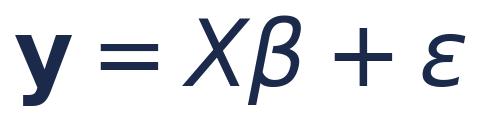 y = Xβ + ε